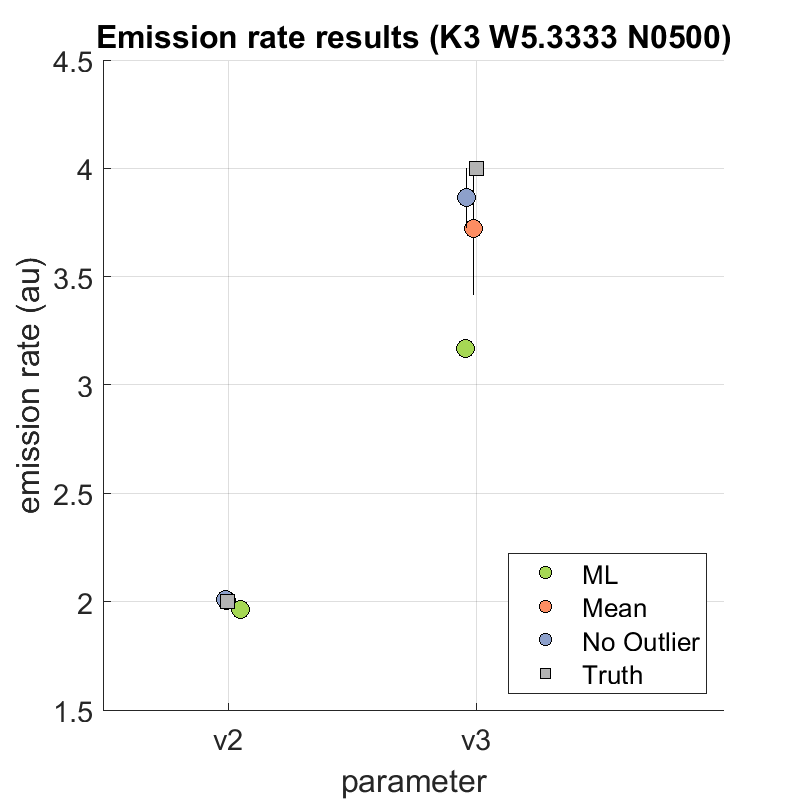 Emission rate results (K3 W5.3333 N0500)
4.5
4
3.5
3
2.5
2
1.5
emission rate (au)
v2
v3
parameter
ML
Mean
No Outlier
Truth